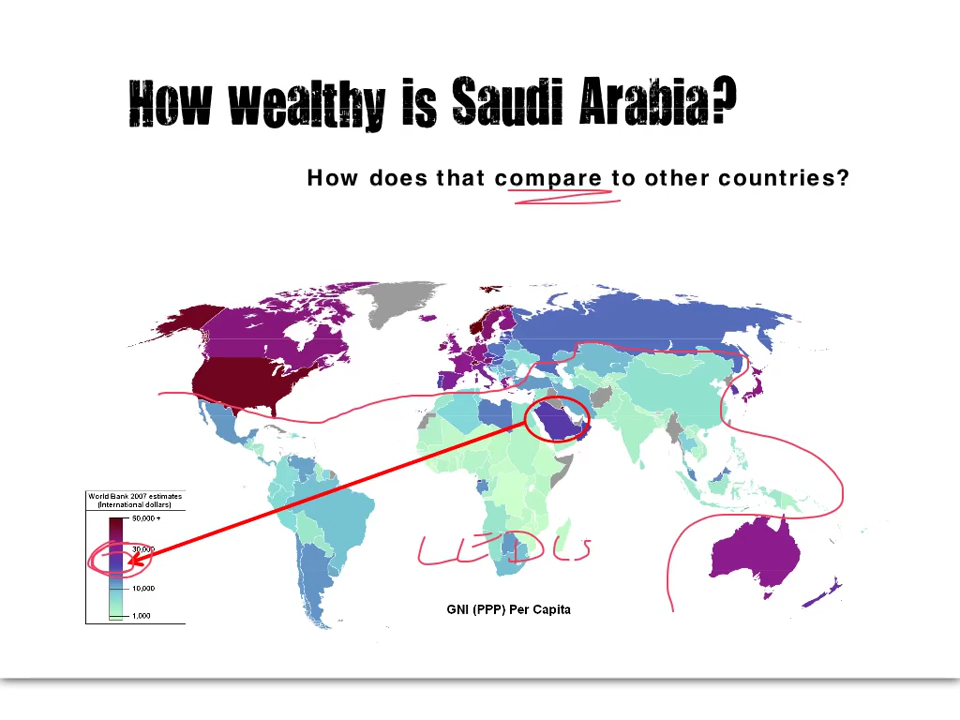 How wealthy is Saudi Arabia?
How does that compare to other countries?
World Bank 2007 estimates
(International dollars)
50,000 +
30,000
10,000
1,000
LEDCs
GNI (PPP) Per Capita